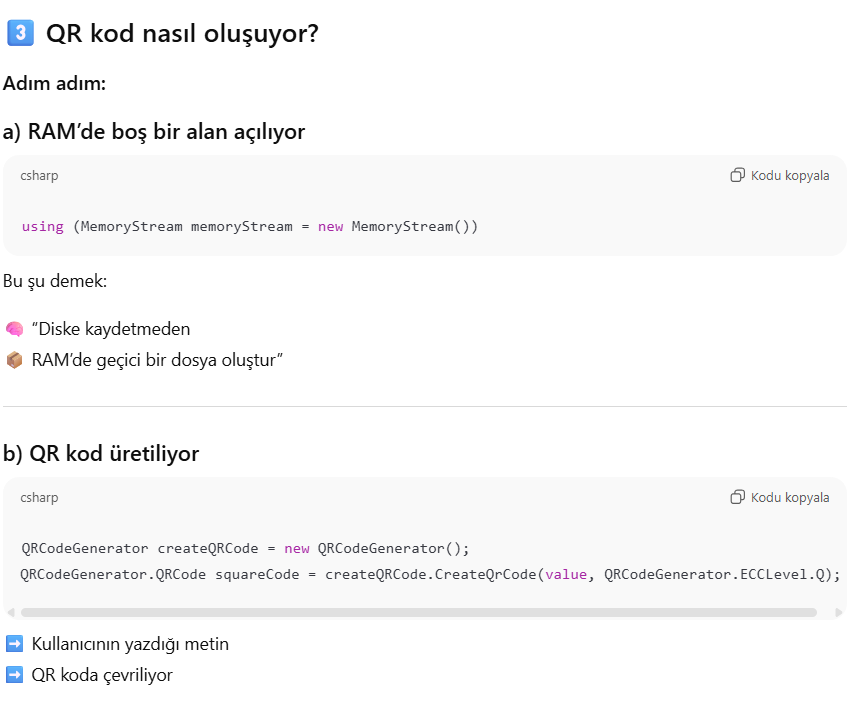 3 QR kod nasıl oluşuyor?
Adım adım:
a) RAM’de boş bir alan açılıyor
csharp
Kodu kopyala
using (MemoryStream memoryStream = new MemoryStream())
Bu şu demek:
“Diske kaydetmeden
RAM’de geçici bir dosya oluştur”
b) QR kod üretiliyor
csharp
Kodu kopyala
QRCodeGenerator createQRCode = new QRCodeGenerator();
QRCodeGenerator.QRCode squareCode = createQRCode.CreateQrCode(value, QRCodeGenerator.ECCLevel.Q);
Kullanıcının yazdığı metin
QR koda çevriliyor